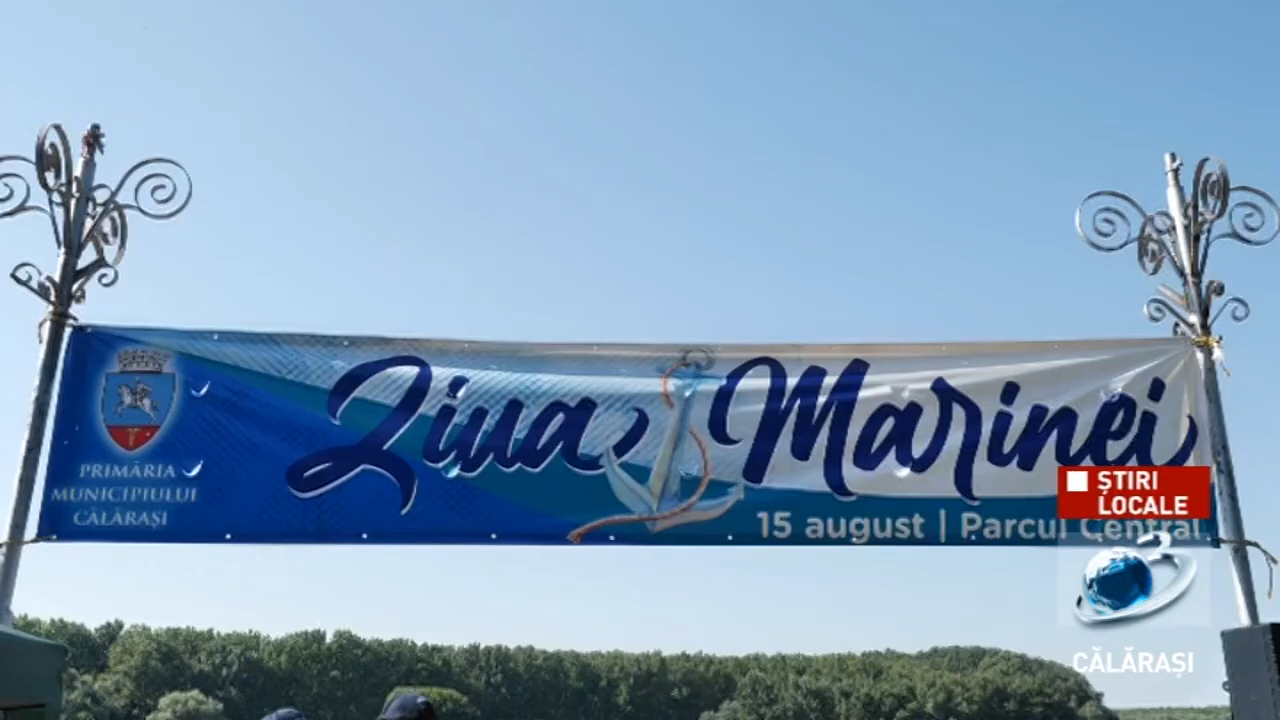 Ziua Marinei
PRIMĂRIA
MUNICIPIULUI
CĂLĂRAȘI
15 august | Parcul Central
ȘTIRI
LOCALE
CĂLĂRAȘI